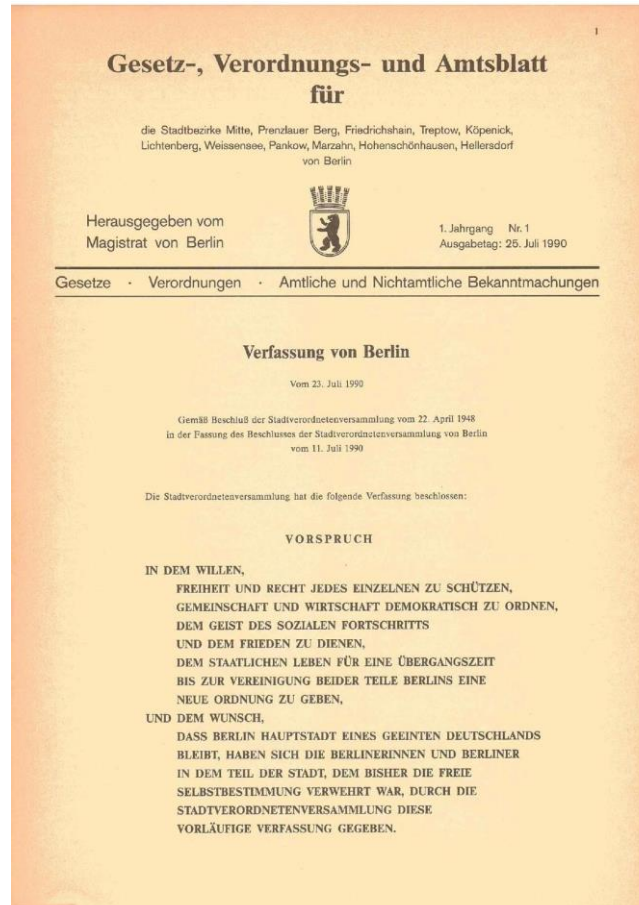 1
Gesetz-, Verordnungs- und Amtsblatt
für
die Stadtbezirke Mitte, Prenzlauer Berg, Friedrichshain, Treptow, Köpenick,
Lichtenberg, Weissensee, Pankow, Marzahn, Hohenschönhausen, Hellersdorf
von Berlin
Herausgegeben vom
Magistrat von Berlin
1. Jahrgang Nr. 1
Ausgabetag: 25. Juli 1990
Gesetze · Verordnungen · Amtliche und Nichtamtliche Bekanntmachungen
Verfassung von Berlin
Vom 23. Juli 1990
Gemäß Beschluß der Stadtverordnetenversammlung vom 22. April 1948
in der Fassung des Beschlusses der Stadtverordnetenversammlung von Berlin
vom 11. Juli 1990
Die Stadtverordnetenversammlung hat die folgende Verfassung beschlossen:
VORSPRUCH
IN DEM WILLEN,
FREIHEIT UND RECHT JEDES EINZELNEN ZU SCHÜTZEN,
GEMEINSCHAFT UND WIRTSCHAFT DEMOKRATISCH ZU ORDNEN,
DEM GEIST DES SOZIALEN FORTSCHRITTS
UND DEM FRIEDEN ZU DIENEN,
DEM STAATLICHEN LEBEN FÜR EINE ÜBERGANGSZEIT
BIS ZUR VEREINIGUNG BEIDER TEILE BERLINS EINE
NEUE ORDNUNG ZU GEBEN,
UND DEM WUNSCH,
DASS BERLIN HAUPTSTADT EINES GEEINTEN DEUTSCHLANDS
BLEIBT, HABEN SICH DIE BERLINERINNEN UND BERLINER
IN DEM TEIL DER STADT, DEM BISHER DIE FREIE
SELBSTBESTIMMUNG VERWEHRT WAR, DURCH DIE
STADTVERORDNETENVERSAMMLUNG DIESE
VORLÄUFIGE VERFASSUNG GEGEBEN.